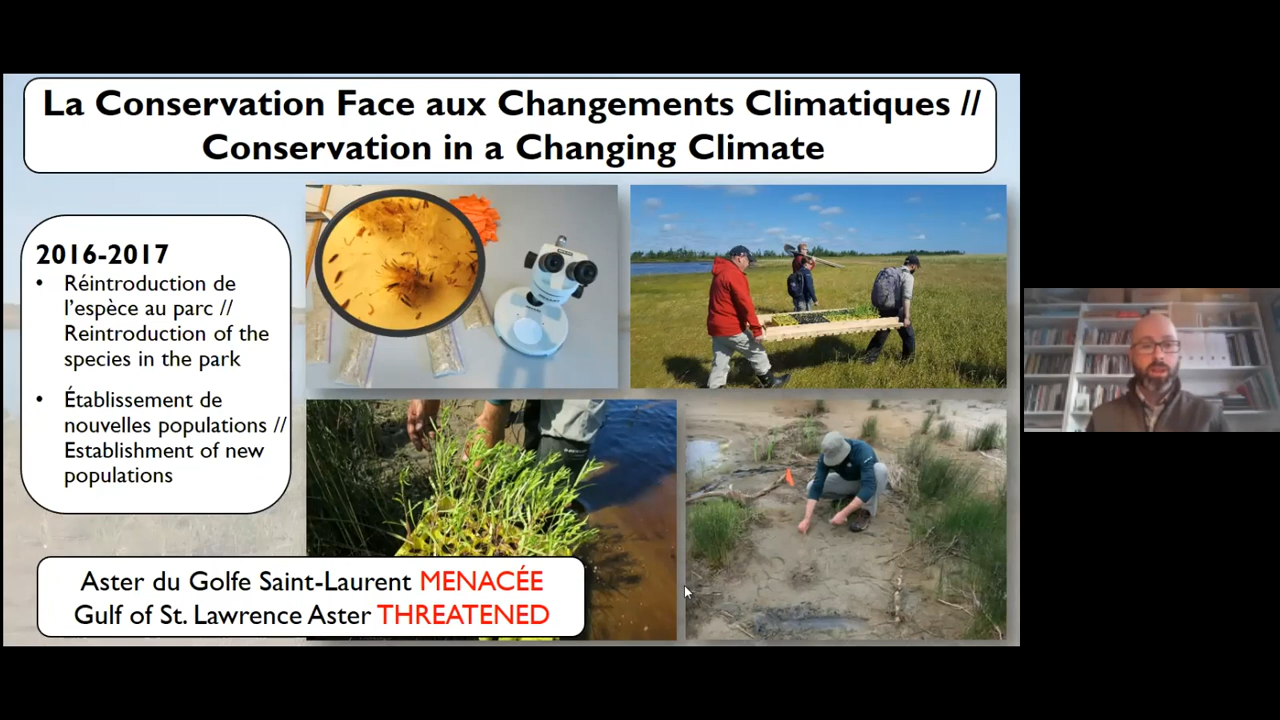 La Conservation Face aux Changements Climatiques //
Conservation in a Changing Climate
2016-2017
• Réintroduction de
l'espèce au parc //
Reintroduction of the
species in the park
• Établissement de
nouvelles populations //
Establishment of new
populations
Aster du Golfe Saint-Laurent MENACÉE
Gulf of St. Lawrence Aster THREATENED